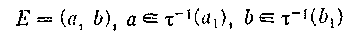 E = (a, b), a ∈ τ⁻¹(a₁), b ∈ τ⁻¹(b₁)